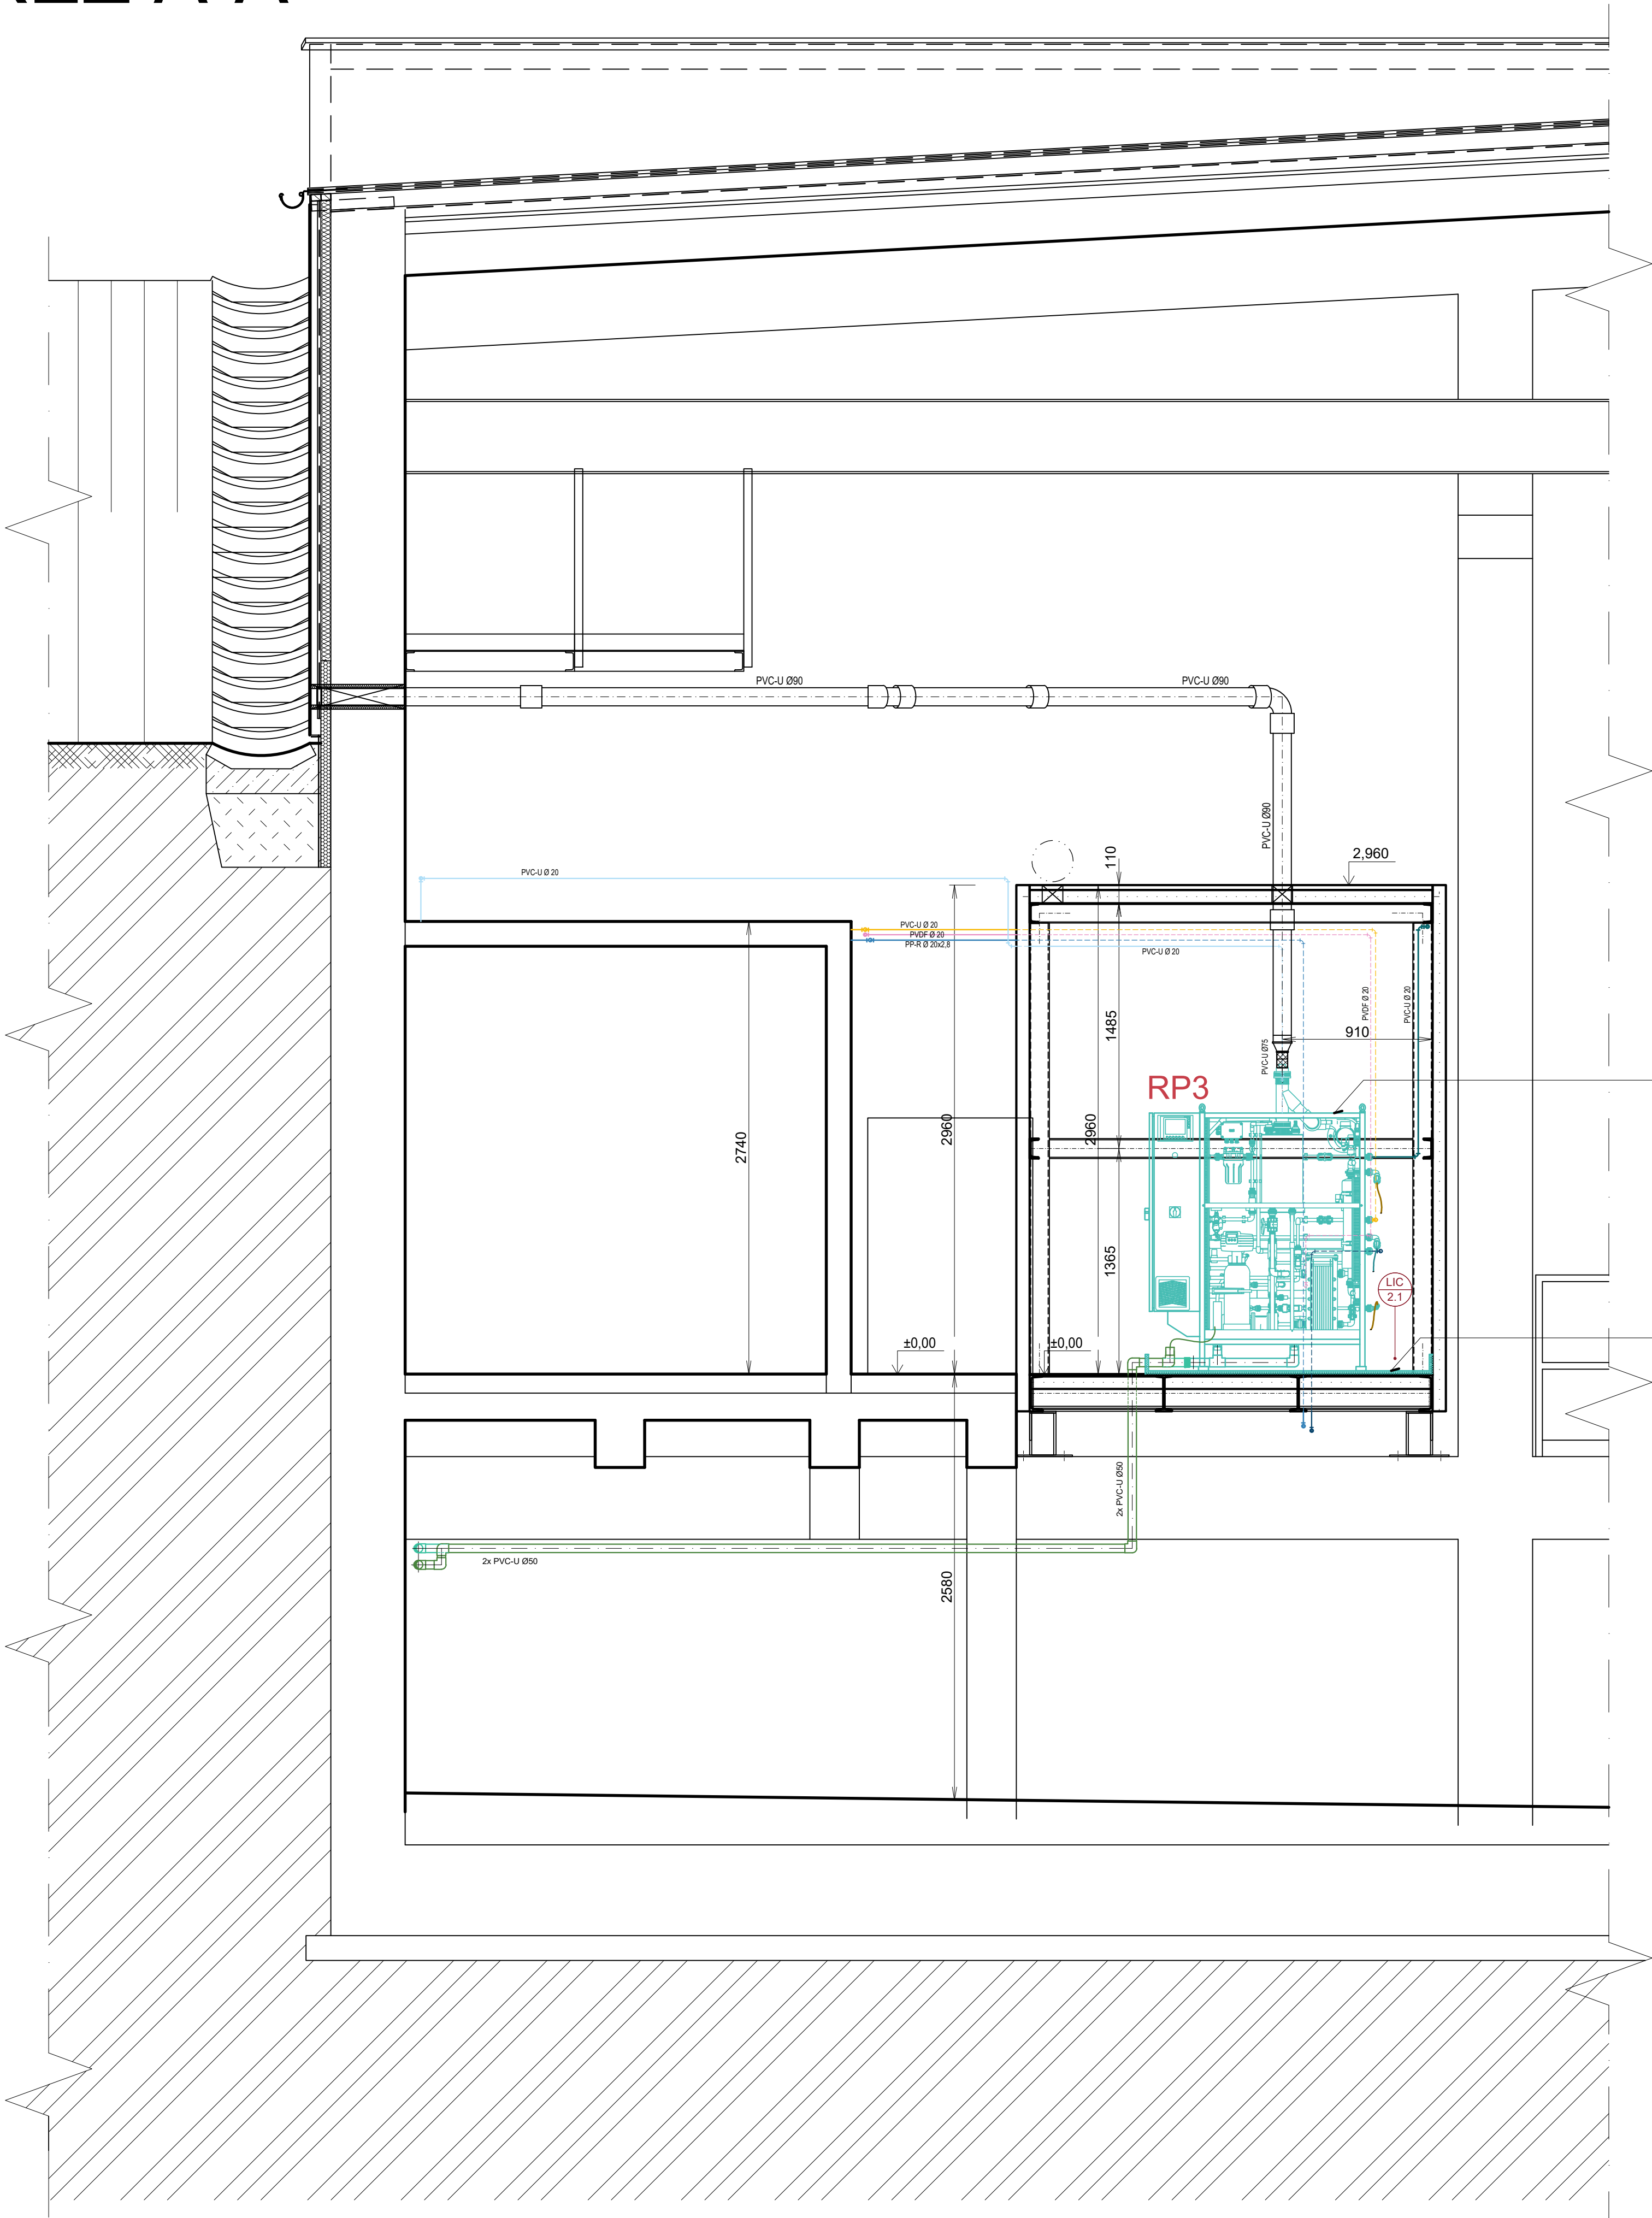 PVC-U Ø90
PVC-U Ø90
PVC-U Ø90
110
2,960
PVC-U Ø 20
PVC-U Ø 20
PVDF Ø 20
PP-R Ø 20x2,8
PVC-U Ø 20
1485
PVDF Ø 20
PVC-U Ø 20
910
PVC-U Ø75
RP3
2740
2960
2960
1365
LIC
2.1
±0,00
±0,00
2x PVC-U Ø50
2x PVC-U Ø50
2580